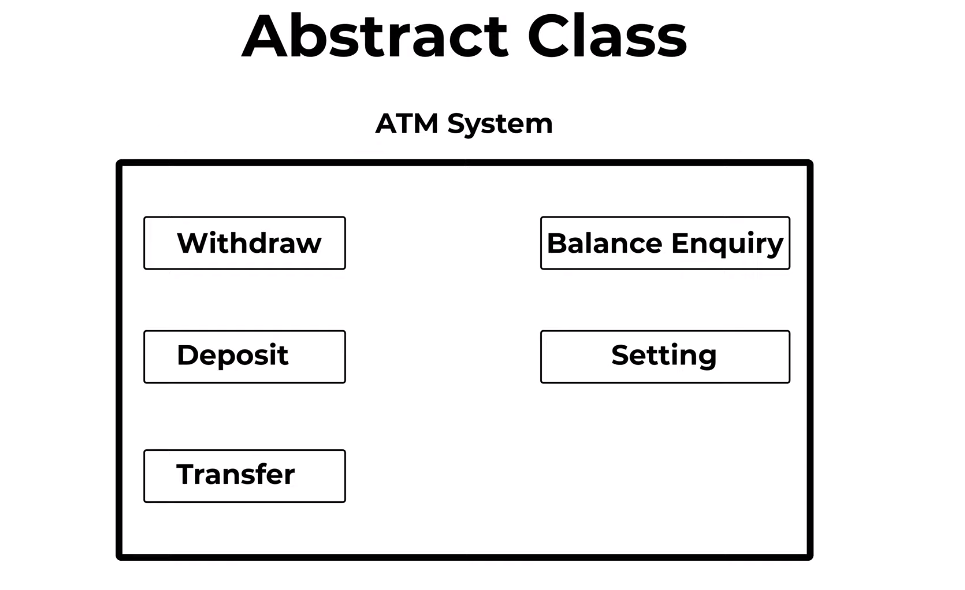 Abstract Class
ATM System
Withdraw
Balance Enquiry
Deposit
Setting
Transfer